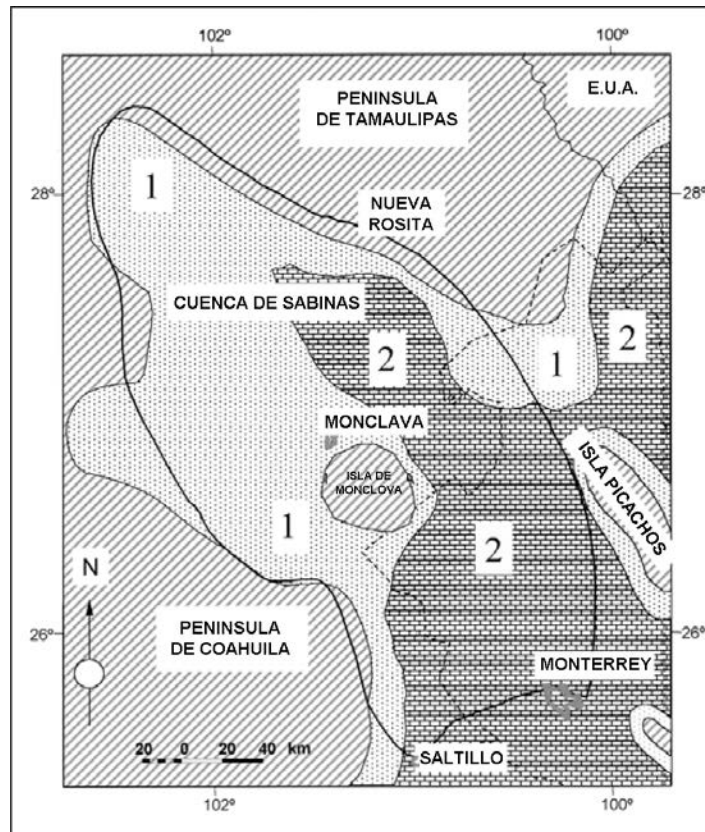 102º
100º
PENINSULA
DE TAMAULIPAS
E.U.A.
28º
28º
1
NUEVA
ROSITA
CUENCA DE SABINAS
2
1
2
MONCLAVA
ISLA DE
MONCLOVA
ISLA PICACHOS
1
2
N
26º
26º
PENINSULA
DE COAHUILA
MONTERREY
20 0 20 40 km
SALTILLO
102º
100º